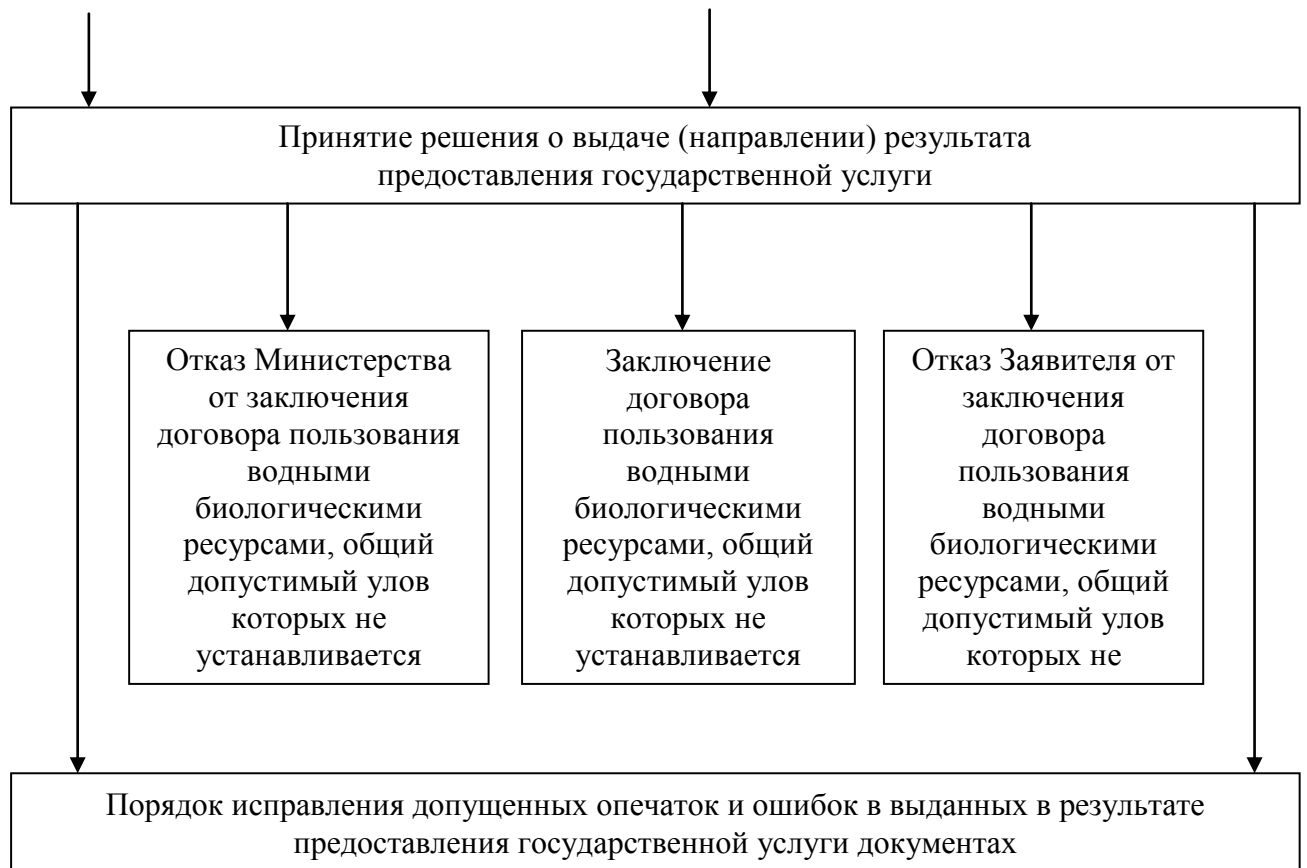 Принятие решения о выдаче (направлении) результата
предоставления государственной услуги
Отказ Министерства
от заключения
договора пользования
водными
биологическими
ресурсами, общий
допустимый улов
которых не
устанавливается
Заключение
договора
пользования
водными
биологическими
ресурсами, общий
допустимый улов
которых не
устанавливается
Отказ Заявителя от
заключения
договора
пользования
водными
биологическими
ресурсами, общий
допустимый улов
которых не
Порядок исправления допущенных опечаток и ошибок в выданных в результате
предоставления государственной услуги документах